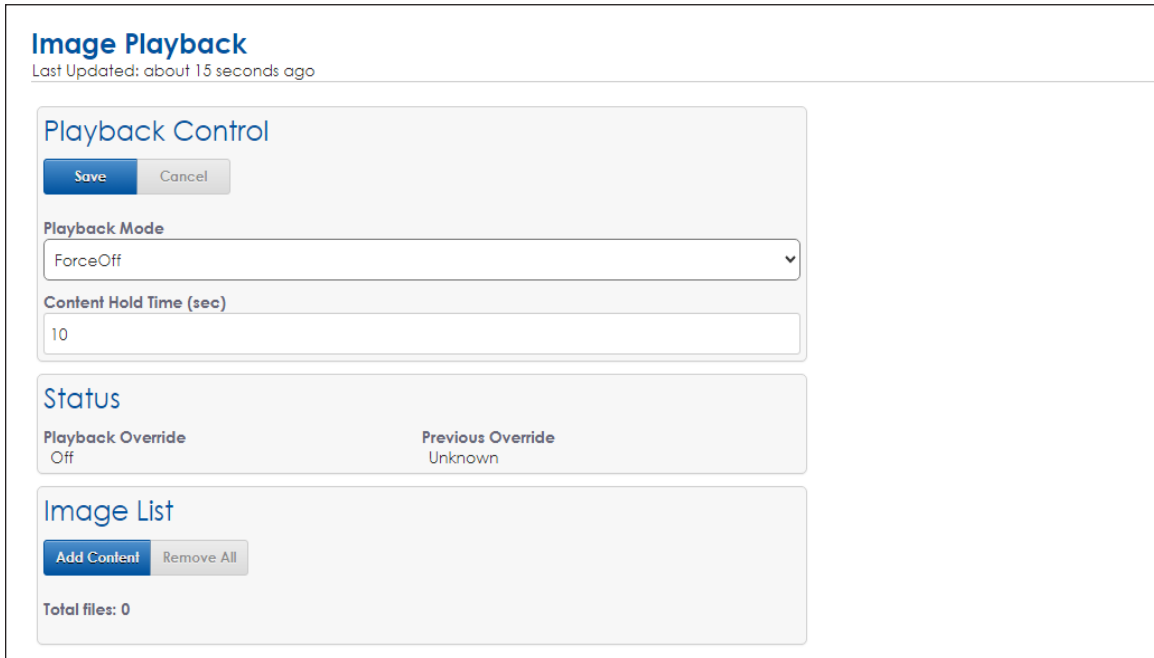 Image Playback
Last Updated: about 15 seconds ago
Playback Control
Save Cancel
Playback Mode
ForceOff
Content Hold Time (sec)
10
Status
Playback Override Previous Override
Off Unknown
Image List
Add Content Remove All
Total files: 0